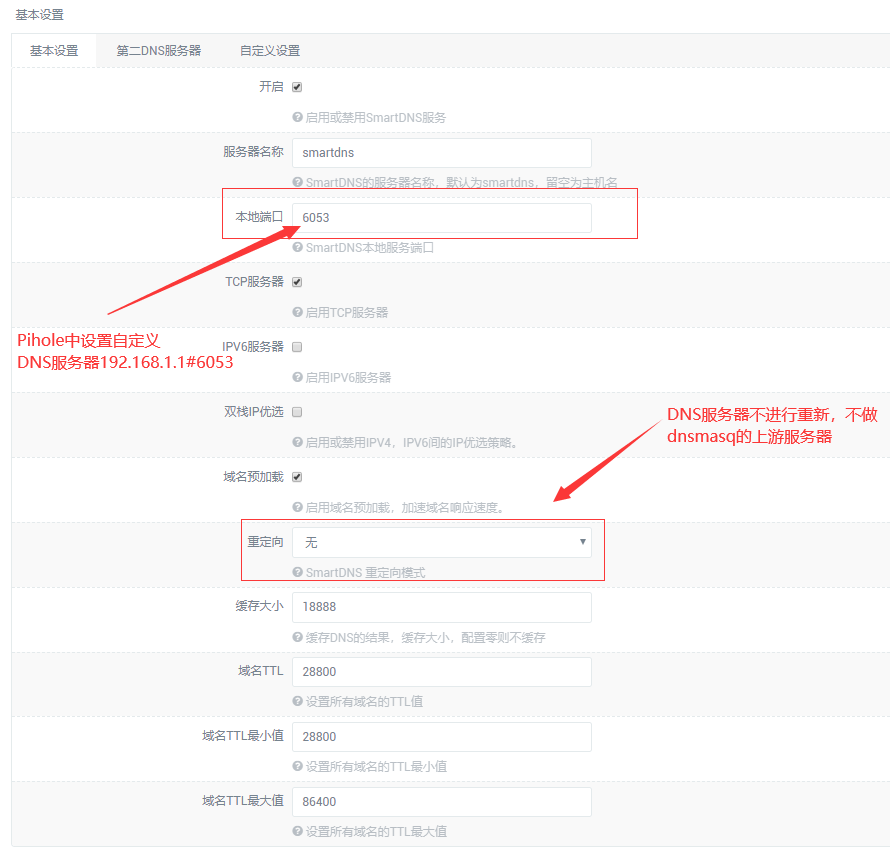 基本设置
基本设置 第二DNS服务器 自定义设置
开启
启用或禁用SmartDNS服务
服务器名称 smartdns
SmartDNS的服务器名称，默认为smartdns，留空为主机名
本地端口 6053
SmartDNS本地服务端口
TCP服务器
启用TCP服务器
Pihole中设置自定义
DNS服务器192.168.1.1#6053
IPV6服务器
启用IPV6服务器
双栈IP优选
启用或禁用IPV4，IPV6间的IP优选策略。
DNS服务器不进行重新，不做
dnsmasq的上游服务器
域名预加载
启用域名预加载，加速域名响应速度。
重定向 无
SmartDNS 重定向模式
缓存大小 18888
缓存DNS的结果，缓存大小，配置零则不缓存
域名TTL 28800
设置所有域名的TTL值
域名TTL最小值 28800
设置所有域名的TTL最小值
域名TTL最大值 86400
设置所有域名的TTL最大值